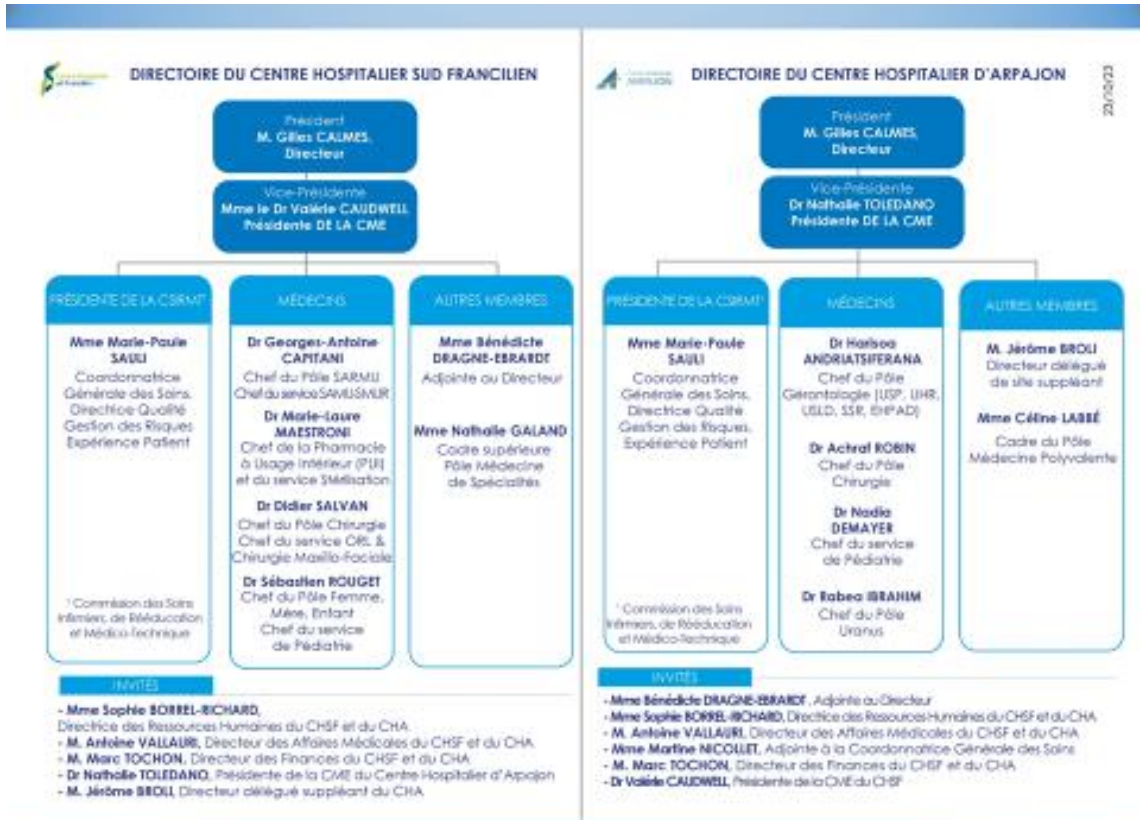 DIRECTOIRE DU CENTRE HOSPITALIER SUD FRANCILIEN
Président
M. Gilles CALMES,
Directeur
Vice-Présidente
Mme le Dr Valérie CAUDWELL
Présidente DE LA CME
PRÉSIDENTE DE LA CSIRMT¹
Mme Marie-Paule
SAULI
Coordonnatrice
Générale des Soins,
Directrice Qualité
Gestion des Risques
Expérience Patient
¹ Commission des Soins
Infirmiers, de Rééducation
et Médico-Technique
MÉDECINS
Dr Georges-Antoine
CAPITANI
Chef du Pôle SARMU
Chef du service SAMU-SMUR
Dr Marie-Laure
MAESTRONI
Chef de la Pharmacie
à Usage Intérieur (PUI)
et du service Stérilisation
Dr Didier SALVAN
Chef du Pôle Chirurgie
Chef du service ORL &
Chirurgie Maxillo-Faciale
Dr Sébastien ROUGET
Chef du Pôle Femme,
Mère, Enfant
Chef du service
de Pédiatrie
AUTRES MEMBRES
Mme Bénédicte
DRAGNE-EBRARDT
Adjointe au Directeur
Mme Nathalie GALAND
Cadre supérieure
Pôle Médecine
de Spécialités
INVITÉS
- Mme Sophie BORREL-RICHARD,
Directrice des Ressources Humaines du CHSF et du CHA
- M. Antoine VALLAURI, Directeur des Affaires Médicales du CHSF et du CHA
- M. Marc TOCHON, Directeur des Finances du CHSF et du CHA
- Dr Nathalie TOLEDANO, Présidente de la CME du Centre Hospitalier d'Arpajon
- M. Jérôme BROLI, Directeur délégué suppléant du CHA
ARPAJON
DIRECTOIRE DU CENTRE HOSPITALIER D'ARPAJON
23/10/23
Président
M. Gilles CALMES,
Directeur
Vice-Présidente
Dr Nathalie TOLEDANO
Présidente DE LA CME
PRÉSIDENTE DE LA CSIRMT¹
Mme Marie-Paule
SAULI
Coordonnatrice
Générale des Soins,
Directrice Qualité
Gestion des Risques,
Expérience Patient
¹ Commission des Soins
Infirmiers, de Rééducation
et Médico-Technique
MÉDECINS
Dr Harisoa
ANDRIATSIFERANA
Chef du Pôle
Gérontologie (USP, UHR,
USLD, SSR, EHPAD)
Dr Achraf ROBIN
Chef du Pôle
Chirurgie
Dr Nadia
DEMAYER
Chef du service
de Pédiatrie
Dr Rabea IBRAHIM
Chef du Pôle
Uranus
AUTRES MEMBRES
M. Jérôme BROLI
Directeur délégué
de site suppléant
Mme Céline LABBÉ
Cadre du Pôle
Médecine Polyvalente
INVITÉS
- Mme Bénédicte DRAGNE-EBRARDT , Adjointe au Directeur
- Mme Sophie BORREL-RICHARD, Directrice des Ressources Humaines du CHSF et du CHA
- M. Antoine VALLAURI, Directeur des Affaires Médicales du CHSF et du CHA
- Mme Martine NICOLLET, Adjointe à la Coordonnatrice Générale des Soins
- M. Marc TOCHON, Directeur des Finances du CHSF et du CHA
- Dr Valérie CAUDWELL, Présidente de la CME du CHSF